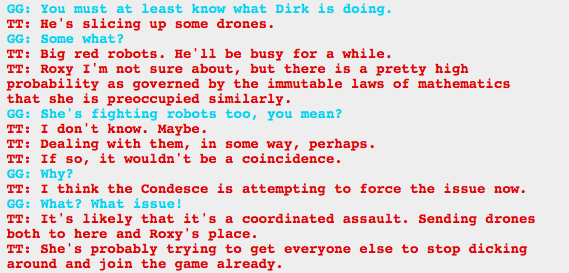 GG: You must at least know what Dirk is doing.
TT: He's slicing up some drones.
GG: Some what?
TT: Big red robots. He'll be busy for a while.
TT: Roxy I'm not sure about, but there is a pretty high
probability as governed by the immutable laws of mathematics
that she is preoccupied similarly.
GG: She's fighting robots too, you mean?
TT: I don't know. Maybe.
TT: Dealing with them, in some way, perhaps.
TT: If so, it wouldn't be a coincidence.
GG: Why?
TT: I think the Condesce is attempting to force the issue now.
GG: What? What issue!
TT: It's likely that it's a coordinated assault. Sending drones
both to here and Roxy's place.
TT: She's probably trying to get everyone else to stop dicking
around and join the game already.